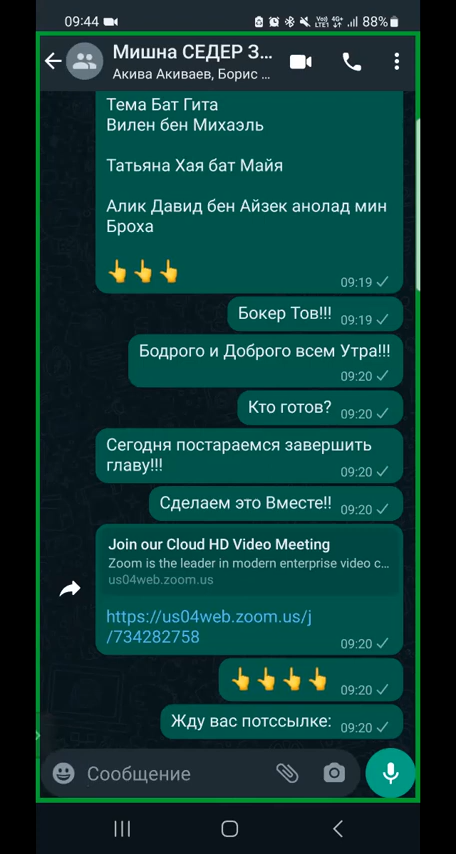 09:44
Vo)) 4G+
LTE1
88%
Мишна СЕДЕР З...
Акива Акиваев, Борис ...
Тема Бат Гита
Вилен бен Михаэль
Татьяна Хая бат Майя
Алик Давид бен Айзек анолад мин
Броха
👆👆👆
09:19
Бокер Тов!!!
09:19
Бодрого и Доброго всем Утра!!!
09:20
Кто готов?
09:20
Сегодня постараемся завершить
главу!!!
09:20
Сделаем это Вместе!!
09:20
Join our Cloud HD Video Meeting
Zoom is the leader in modern enterprise video c...
us04web.zoom.us
https://us04web.zoom.us/j
/734282758
09:20
👆👆👆👆
09:20
Жду вас потссылке:
09:20
Сообщение